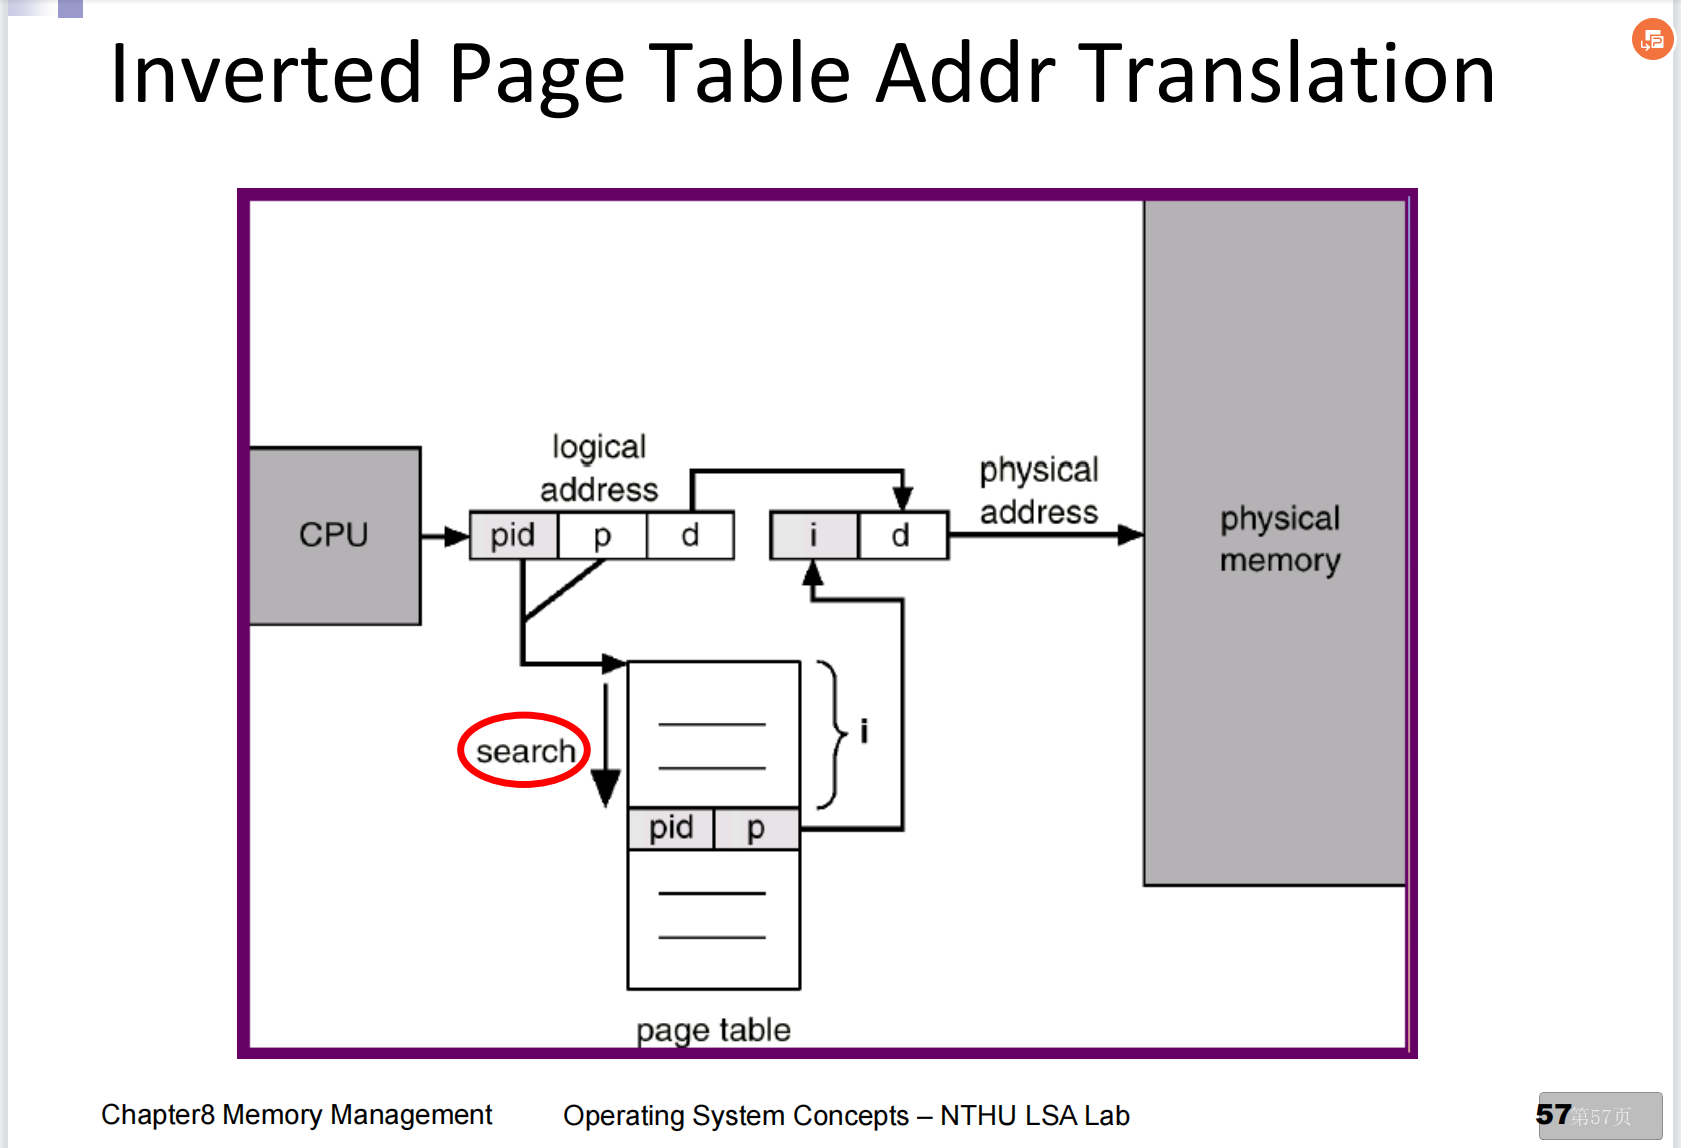 Inverted Page Table Addr Translation
logical
address
physical
address
CPU
pid p d
i d
physical
memory
search
i
pid p
page table
Chapter8 Memory Management
Operating System Concepts – NTHU LSA Lab
57
第57页